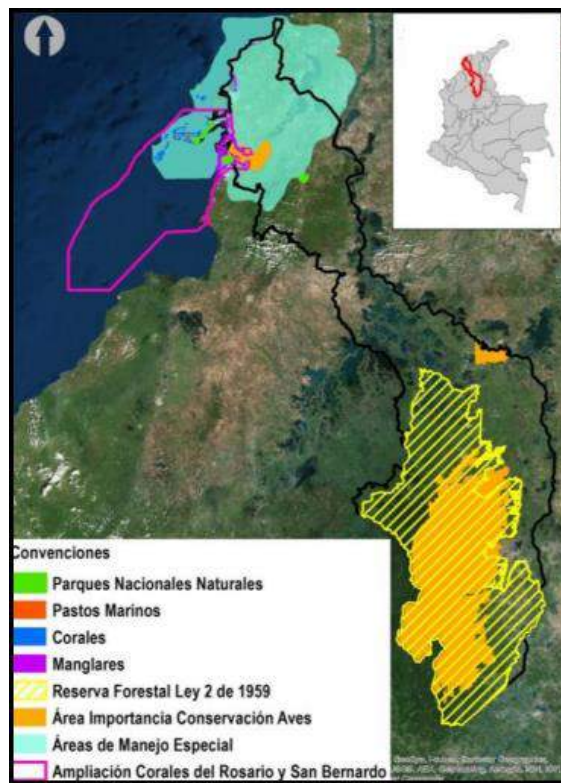 Convenciones
Parques Nacionales Naturales
Pastos Marinos
Corales
Manglares
Reserva Forestal Ley 2 de 1959
Área Importancia Conservación Aves
Áreas de Manejo Especial
Ampliación Corales del Rosario y San Bernardo